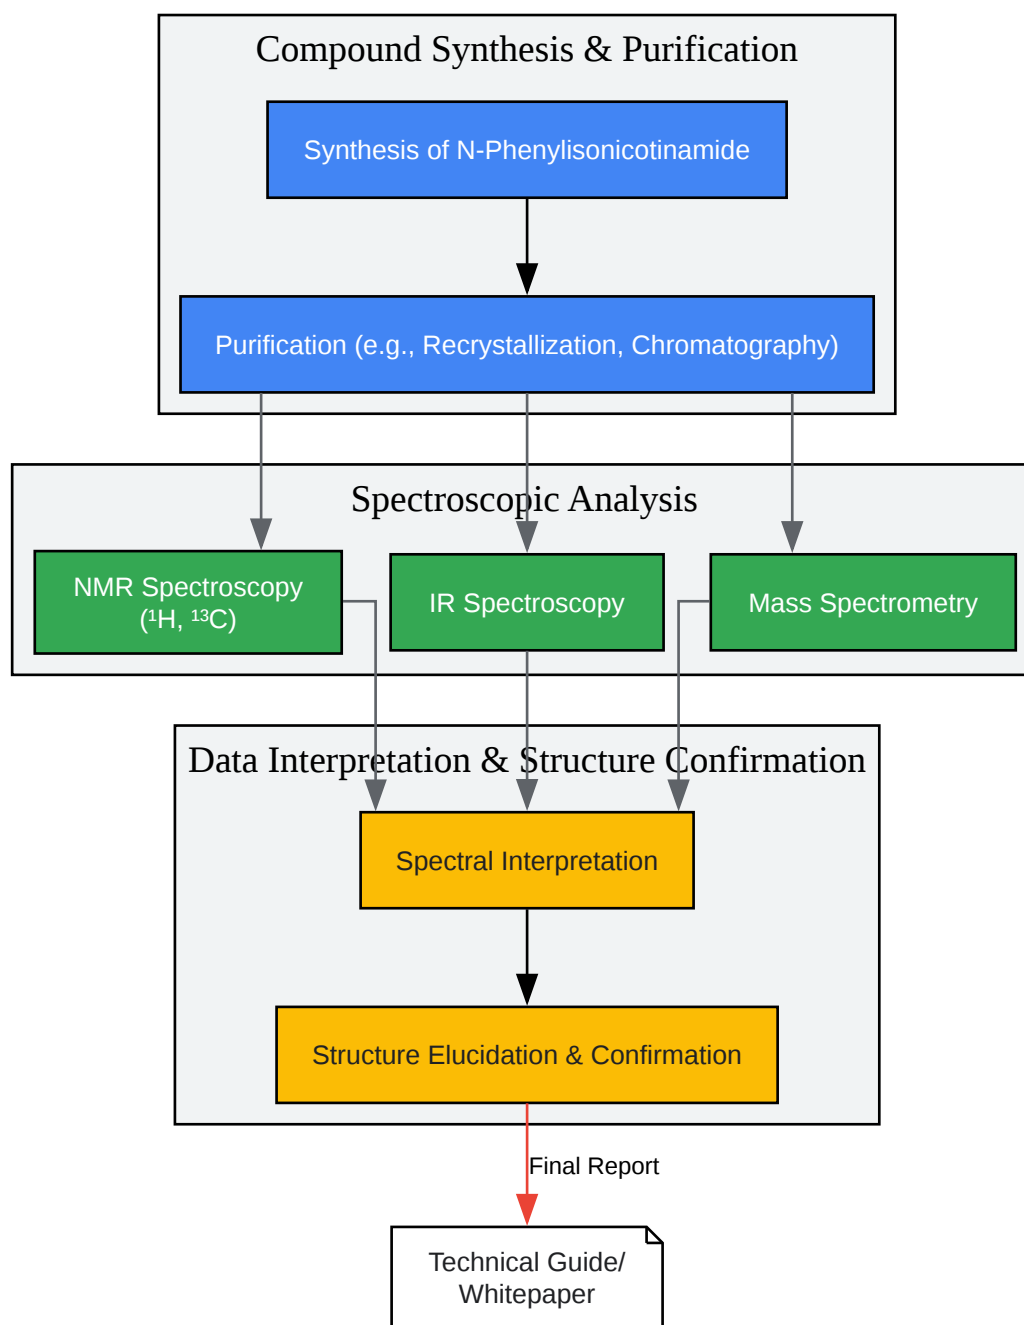 Compound Synthesis & Purification
Synthesis of N-Phenylisonicotinamide
Purification (e.g., Recrystallization, Chromatography)
Spectroscopic Analysis
NMR Spectroscopy
(¹H, ¹³C)
IR Spectroscopy
Mass Spectrometry
Data Interpretation & Structure Confirmation
Spectral Interpretation
Structure Elucidation & Confirmation
Final Report
Technical Guide/
Whitepaper